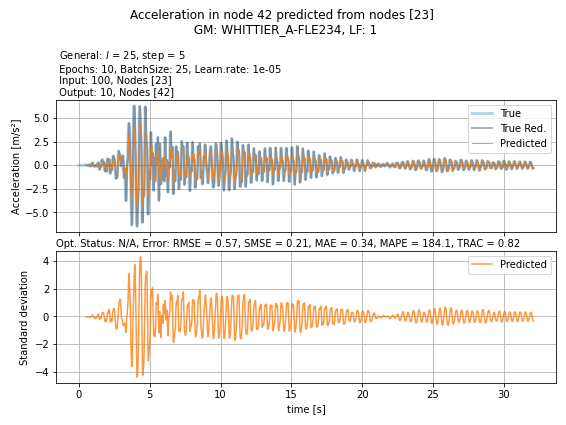 Acceleration in node 42 predicted from nodes [23]
GM: WHITTIER_A-FLE234, LF: 1
General: l = 25, step = 5
Epochs: 10, BatchSize: 25, Learn.rate: 1e-05
Input: 100, Nodes [23]
Output: 10, Nodes [42]
Acceleration [m/s²]
5.0
2.5
0.0
−2.5
−5.0
True
True Red.
Predicted
Opt. Status: N/A, Error: RMSE = 0.57, SMSE = 0.21, MAE = 0.34, MAPE = 184.1, TRAC = 0.82
Standard deviation
4
2
0
−2
−4
Predicted
0 5 10 15 20 25 30
time [s]